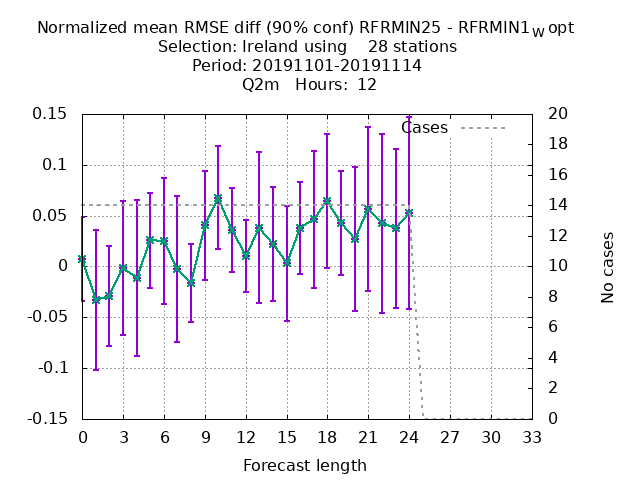 Normalized mean RMSE diff (90% conf) RFRMIN25 - RFRMIN1w opt
Selection: Ireland using 28 stations
Period: 20191101-20191114
Q2m Hours: 12
Cases
0.15
0.1
0.05
0
-0.05
-0.1
-0.15
20
18
16
14
12
10
8
6
4
2
0
No cases
0 3 6 9 12 15 18 21 24 27 30 33
Forecast length